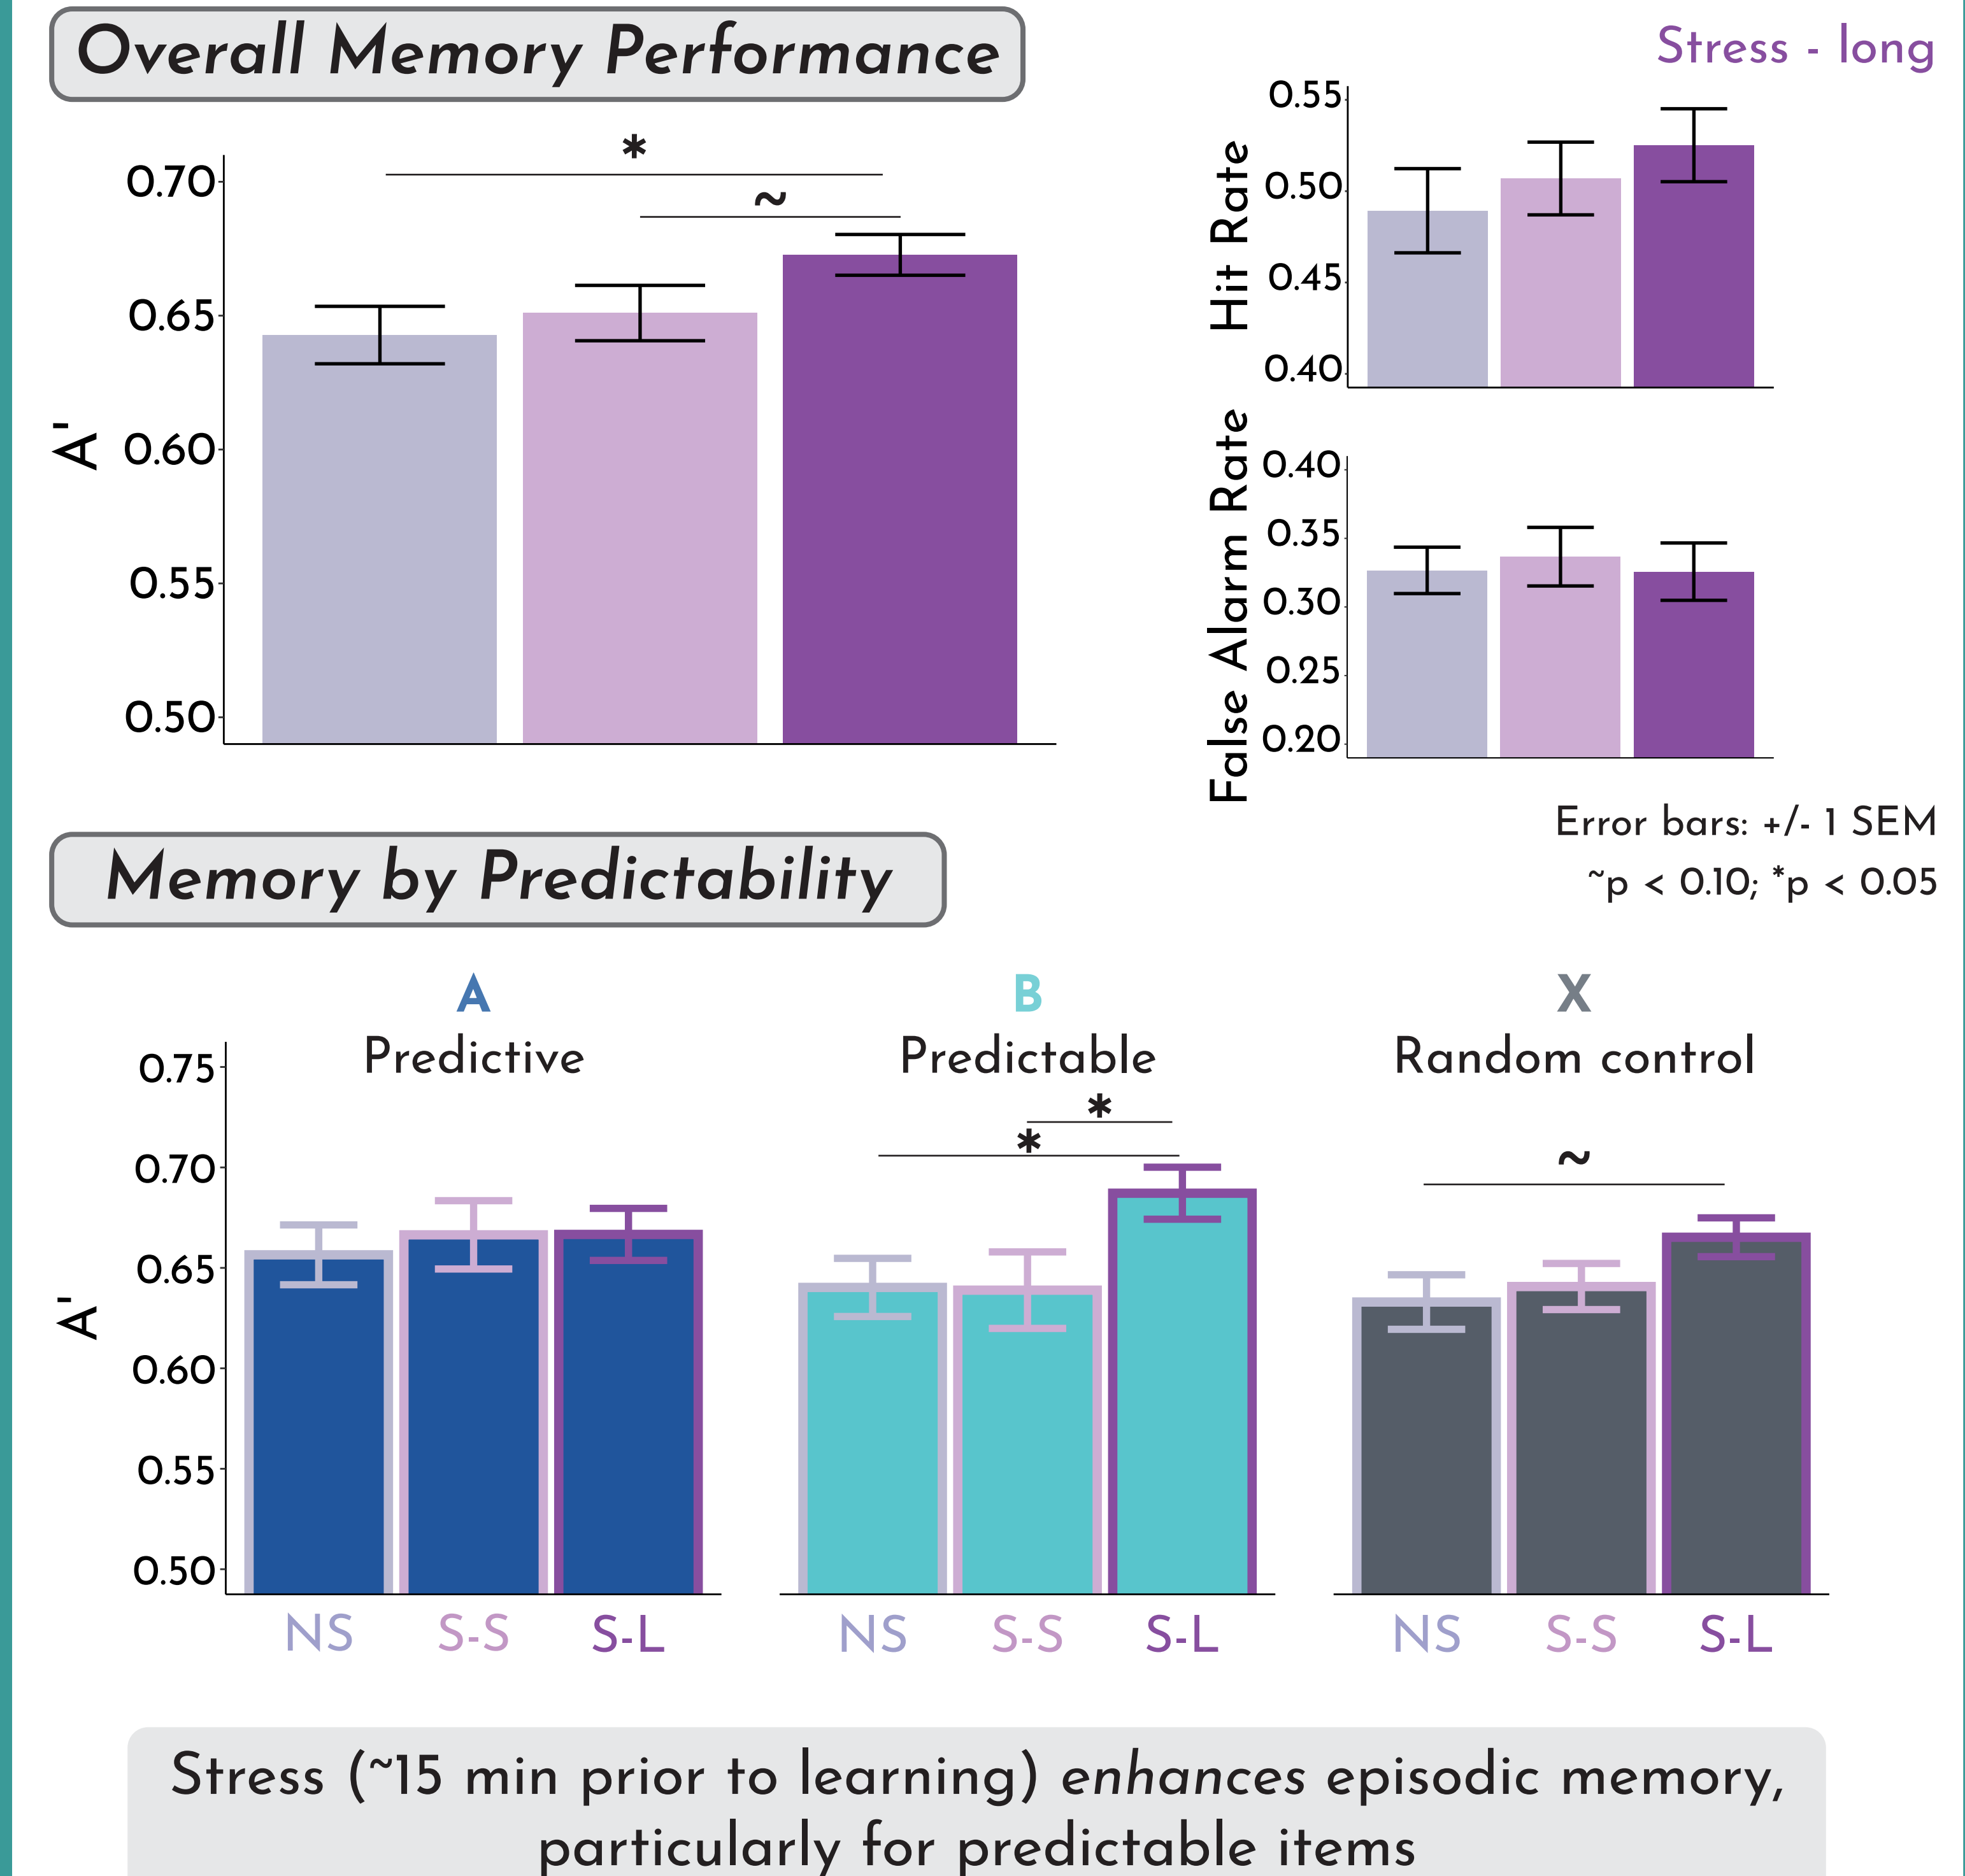 Overall Memory Performance
Stress - long
*
~
0.70
0.65
0.60
0.55
0.50
A'
0.55
0.50
0.45
0.40
Hit Rate
0.40
0.35
0.30
0.25
0.20
False Alarm Rate
Error bars: +/- 1 SEM
~p < 0.10; *p < 0.05
Memory by Predictability
A
B
X
Predictive
Predictable
Random control
*
*
~
0.75
0.70
0.65
0.60
0.55
0.50
A'
NS S-S S-L
NS S-S S-L
NS S-S S-L
Stress (~15 min prior to learning) enhances episodic memory,
particularly for predictable items